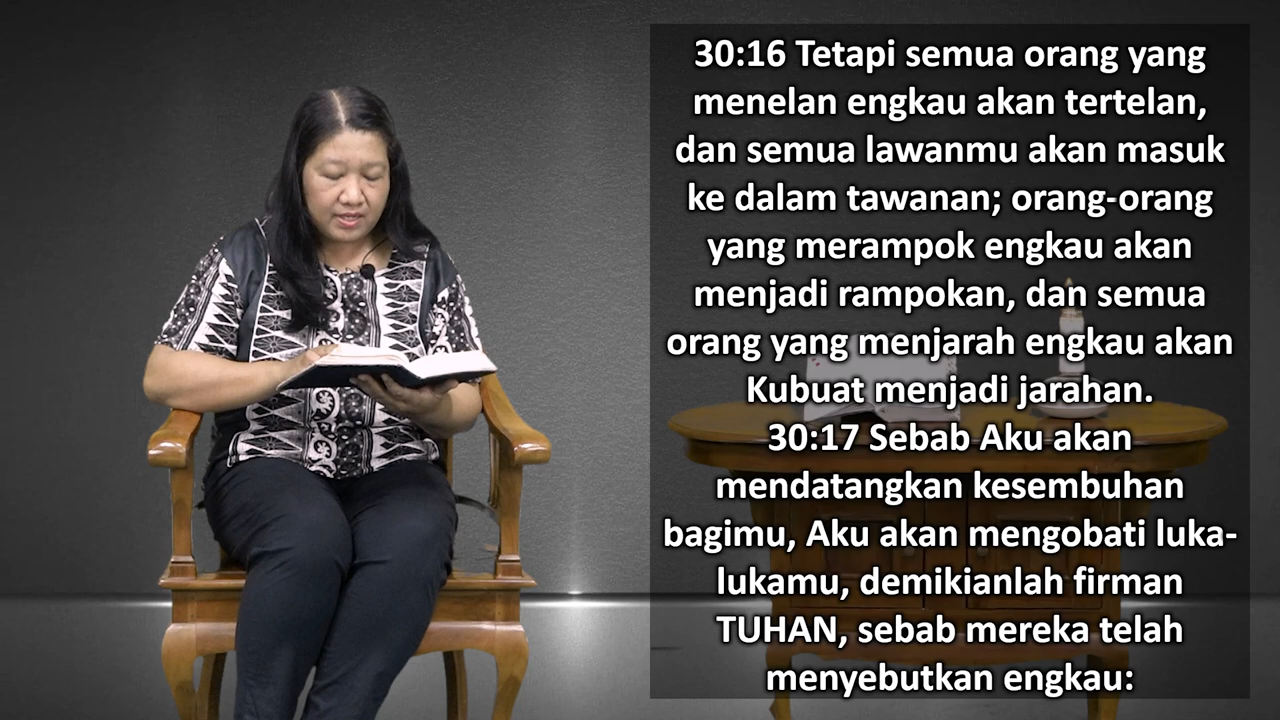 30:16 Tetapi semua orang yang
menelan engkau akan tertelan,
dan semua lawanmu akan masuk
ke dalam tawanan; orang-orang
yang merampok engkau akan
menjadi rampokan, dan semua
orang yang menjarah engkau akan
Kubuat menjadi jarahan.
30:17 Sebab Aku akan
mendatangkan kesembuhan
bagimu, Aku akan mengobati luka-
lukamu, demikianlah firman
TUHAN, sebab mereka telah
menyebutkan engkau: